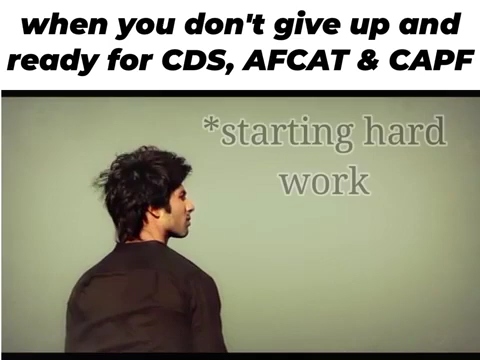 when you don't give up and
ready for CDS, AFCAT & CAPF
*starting hard
work